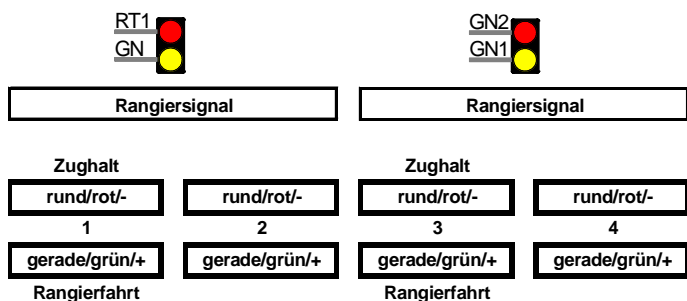 RT1 GN2
GN GN1
Rangiersignal Rangiersignal
Zughalt Zughalt
rund/rot/- rund/rot/- rund/rot/- rund/rot/-
1 2 3 4
gerade/grün/+ gerade/grün/+ gerade/grün/+ gerade/grün/+
Rangierfahrt Rangierfahrt